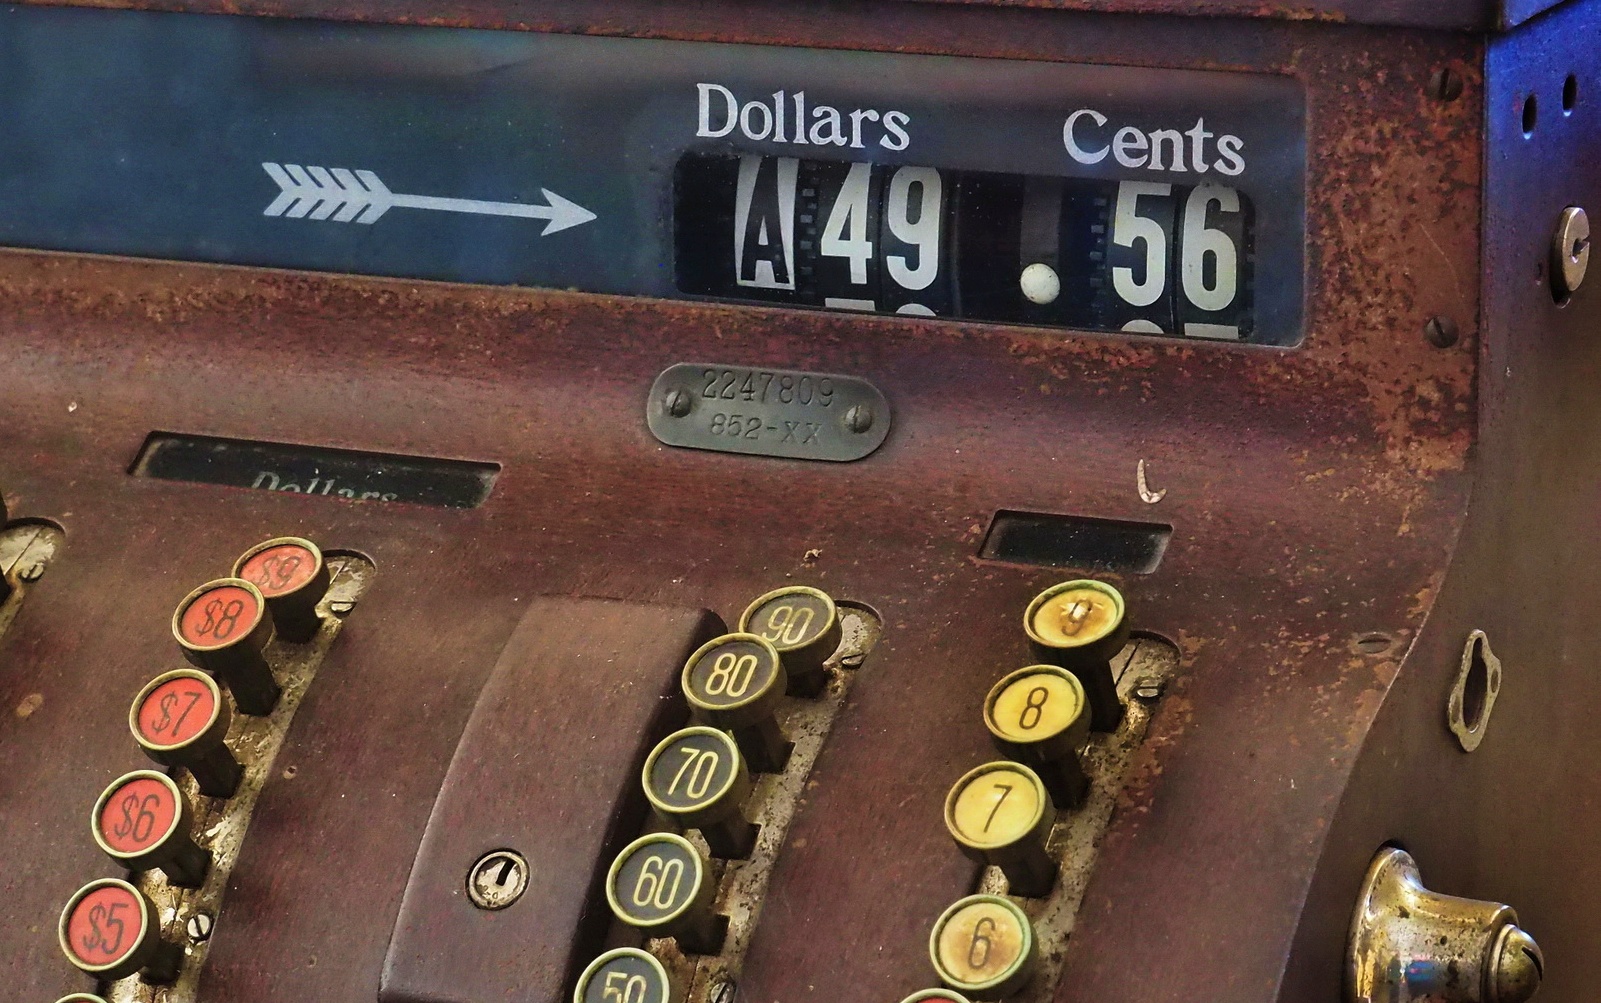 Dollars Cents
A 49 . 56
2247809
852-XX
Dollars
$9 90 9
$8 80 8
$7 70 7
$6 60 6
$5 50